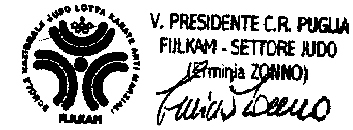 SCUOLA NAZIONALE JUDO LOTTA KARATE ARTI MARZIALI
FIJLKAM
V. PRESIDENTE C.R. PUGLIA
FIJLKAM - SETTORE JUDO
(Erminia ZONNO)